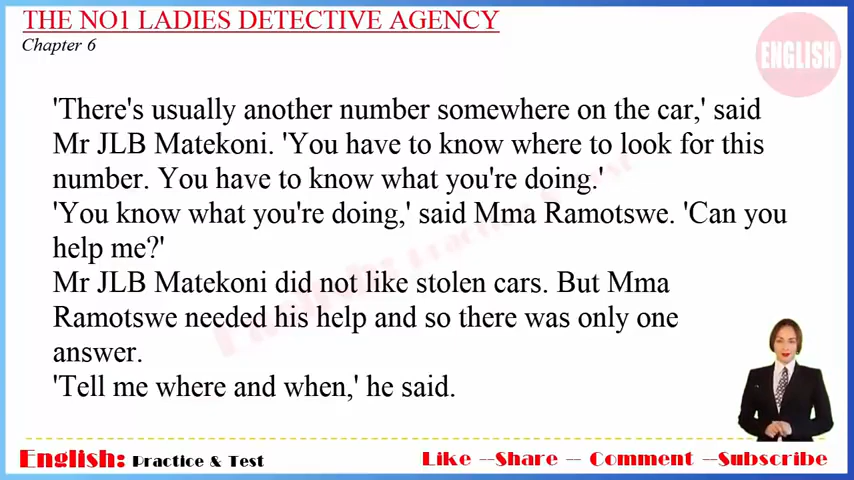 THE NO1 LADIES DETECTIVE AGENCY
Chapter 6
ENGLISH
'There's usually another number somewhere on the car,' said
Mr JLB Matekoni. 'You have to know where to look for this
number. You have to know what you're doing.'
'You know what you're doing,' said Mma Ramotswe. 'Can you
help me?'
Mr JLB Matekoni did not like stolen cars. But Mma
Ramotswe needed his help and so there was only one
answer.
'Tell me where and when,' he said.
English: Practice & Test
English: Practice & Test
Like --Share -- Comment --Subscribe